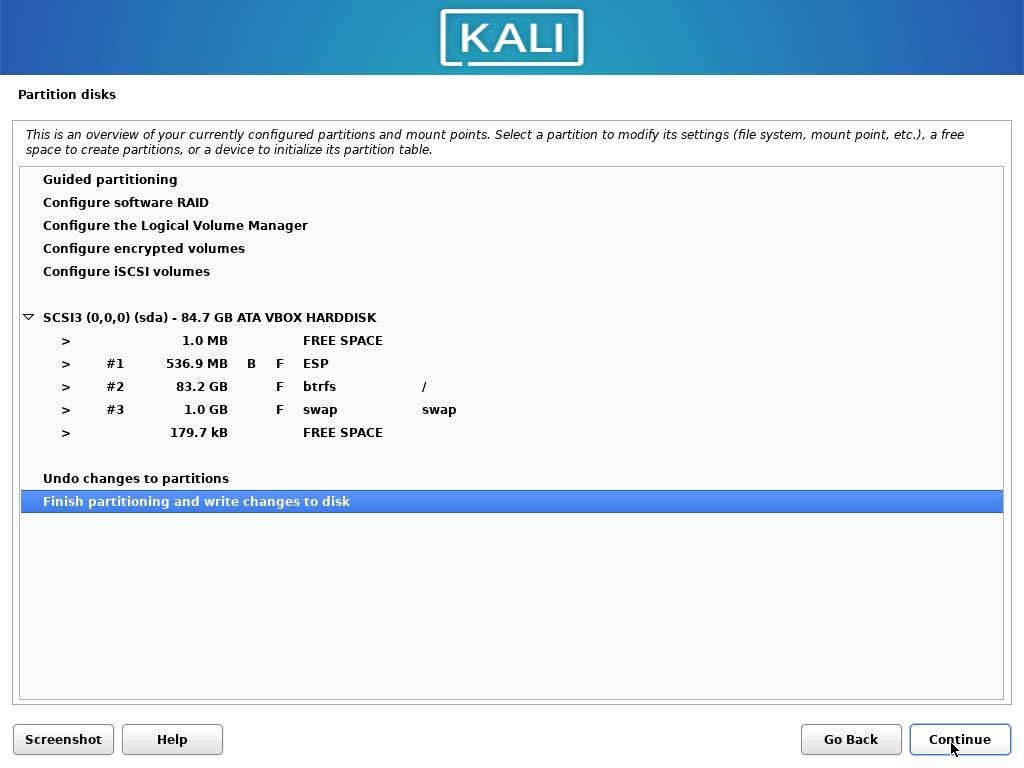 KALI
Partition disks
This is an overview of your currently configured partitions and mount points. Select a partition to modify its settings (file system, mount point, etc.), a free
space to create partitions, or a device to initialize its partition table.
Guided partitioning
Configure software RAID
Configure the Logical Volume Manager
Configure encrypted volumes
Configure iSCSI volumes
SCSI3 (0,0,0) (sda) - 84.7 GB ATA VBOX HARDDISK
> 1.0 MB FREE SPACE
> #1 536.9 MB B F ESP
> #2 83.2 GB F btrfs /
> #3 1.0 GB F swap swap
> 179.7 kB FREE SPACE
Undo changes to partitions
Finish partitioning and write changes to disk
Screenshot Help Go Back Continue